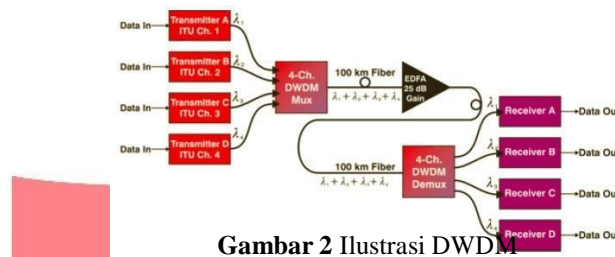 Data In
Transmitter A
ITU Ch. 1
λ₁
Data In
Transmitter B
ITU Ch. 2
λ₂
Data In
Transmitter C
ITU Ch. 3
λ₃
Data In
Transmitter D
ITU Ch. 4
λ₄
4-Ch.
DWDM
Mux
100 km Fiber
λ₁ + λ₂ + λ₃ + λ₄
EDFA
25 dB
Gain
100 km Fiber
λ₁ + λ₂ + λ₃ + λ₄
4-Ch.
DWDM
Demux
λ₁
Receiver A
Data Ou
λ₂
Receiver B
Data Ou
λ₃
Receiver C
Data Ou
λ₄
Receiver D
Data Ou
Gambar 2 Ilustrasi DWDM